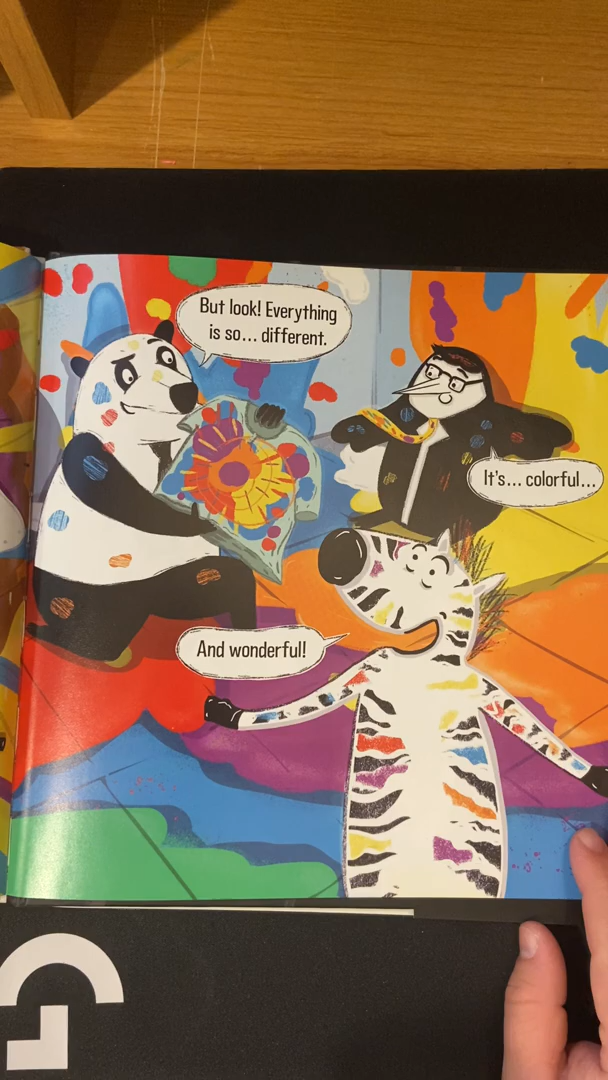 But look! Everything
is so... different.
It's... colorful...
And wonderful!